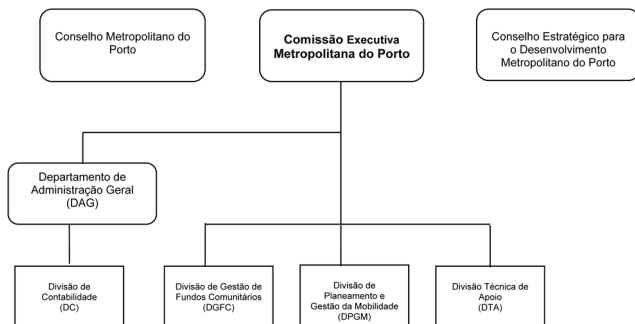 Conselho Metropolitano do
Porto
Comissão Executiva
Metropolitana do Porto
Conselho Estratégico para
o Desenvolvimento
Metropolitano do Porto
Departamento de
Administração Geral
(DAG)
Divisão de
Contabilidade
(DC)
Divisão de Gestão de
Fundos Comunitários
(DGFC)
Divisão de
Planeamento e
Gestão da Mobilidade
(DPGM)
Divisão Técnica de
Apoio
(DTA)